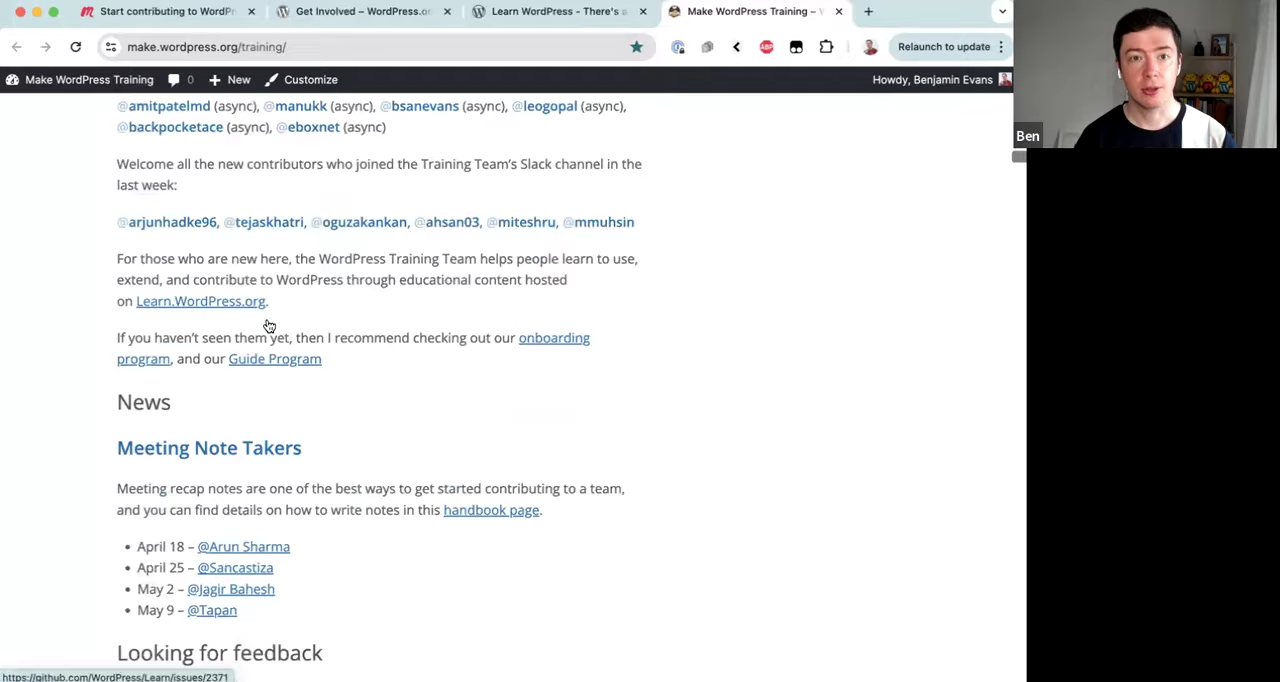 Start contributing to WordPr
Get Involved – WordPress.o
Learn WordPress - There's a
Make WordPress Training –
make.wordpress.org/training/
ABP
Relaunch to update
Make WordPress Training
0
New
Customize
Howdy, Benjamin Evans
@amitpatelmd (async), @manukk (async), @bsanevans (async), @leogopal (async),
@backpocketace (async), @eboxnet (async)
Welcome all the new contributors who joined the Training Team's Slack channel in the
last week:
@arjunhadke96, @tejaskhatri, @oguzakankan, @ahsan03, @miteshru, @mmuhsin
For those who are new here, the WordPress Training Team helps people learn to use,
extend, and contribute to WordPress through educational content hosted
on Learn.WordPress.org.
If you haven't seen them yet, then I recommend checking out our onboarding
program, and our Guide Program
News
Meeting Note Takers
Meeting recap notes are one of the best ways to get started contributing to a team,
and you can find details on how to write notes in this handbook page.
• April 18 – @Arun Sharma
• April 25 – @Sancastiza
• May 2 – @Jagir Bahesh
• May 9 – @Tapan
Looking for feedback
https://github.com/WordPress/Learn/issues/2371
Ben